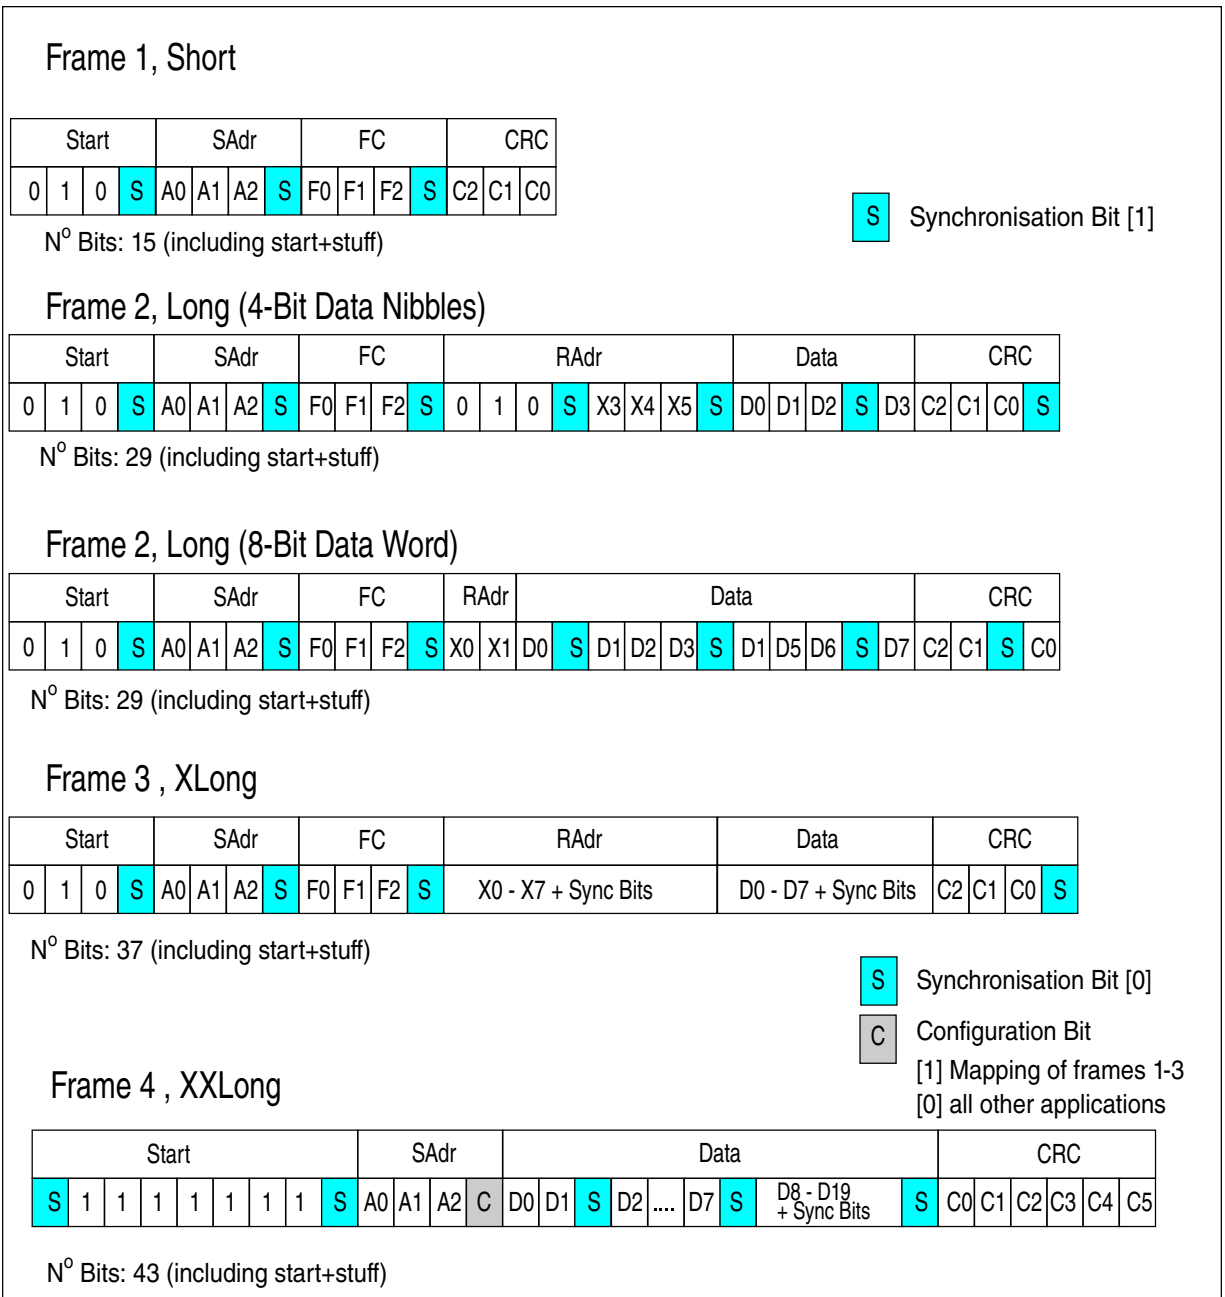 Frame 1, Short
Start SAdr FC CRC
0 1 0 S A0 A1 A2 S F0 F1 F2 S C2 C1 C0
S Synchronisation Bit [1]
Nº Bits: 15 (including start+stuff)
Frame 2, Long (4-Bit Data Nibbles)
Start SAdr FC RAdr Data CRC
0 1 0 S A0 A1 A2 S F0 F1 F2 S 0 1 0 S X3 X4 X5 S D0 D1 D2 S D3 C2 C1 C0 S
Nº Bits: 29 (including start+stuff)
Frame 2, Long (8-Bit Data Word)
Start SAdr FC RAdr Data CRC
0 1 0 S A0 A1 A2 S F0 F1 F2 S X0 X1 D0 S D1 D2 D3 S D1 D5 D6 S D7 C2 C1 S C0
Nº Bits: 29 (including start+stuff)
Frame 3 , XLong
Start SAdr FC RAdr Data CRC
0 1 0 S A0 A1 A2 S F0 F1 F2 S X0 - X7 + Sync Bits D0 - D7 + Sync Bits C2 C1 C0 S
Nº Bits: 37 (including start+stuff)
S Synchronisation Bit [0]
C Configuration Bit
[1] Mapping of frames 1-3
[0] all other applications
Frame 4 , XXLong
Start SAdr Data CRC
S 1 1 1 1 1 1 1 S A0 A1 A2 C D0 D1 S D2 .... D7 S D8 - D19 + Sync Bits S C0 C1 C2 C3 C4 C5
Nº Bits: 43 (including start+stuff)